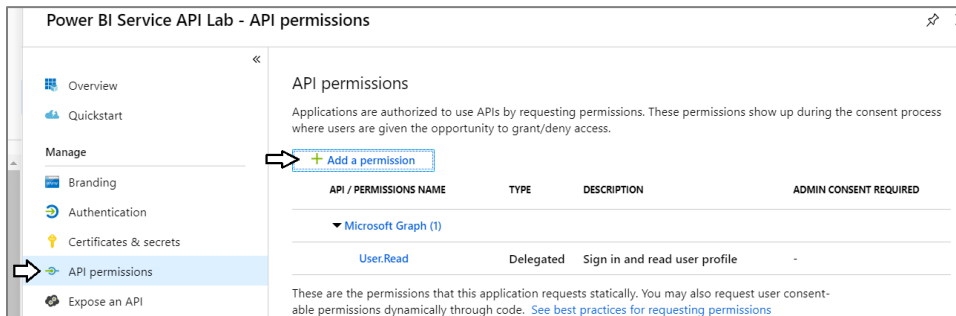 Power BI Service API Lab - API permissions
«
Overview
Quickstart
Manage
Branding
Authentication
Certificates & secrets
API permissions
Expose an API
API permissions
Applications are authorized to use APIs by requesting permissions. These permissions show up during the consent process
where users are given the opportunity to grant/deny access.
+ Add a permission
API / PERMISSIONS NAME TYPE DESCRIPTION ADMIN CONSENT REQUIRED
Microsoft Graph (1)
User.Read Delegated Sign in and read user profile -
These are the permissions that this application requests statically. You may also request user consent-
able permissions dynamically through code. See best practices for requesting permissions